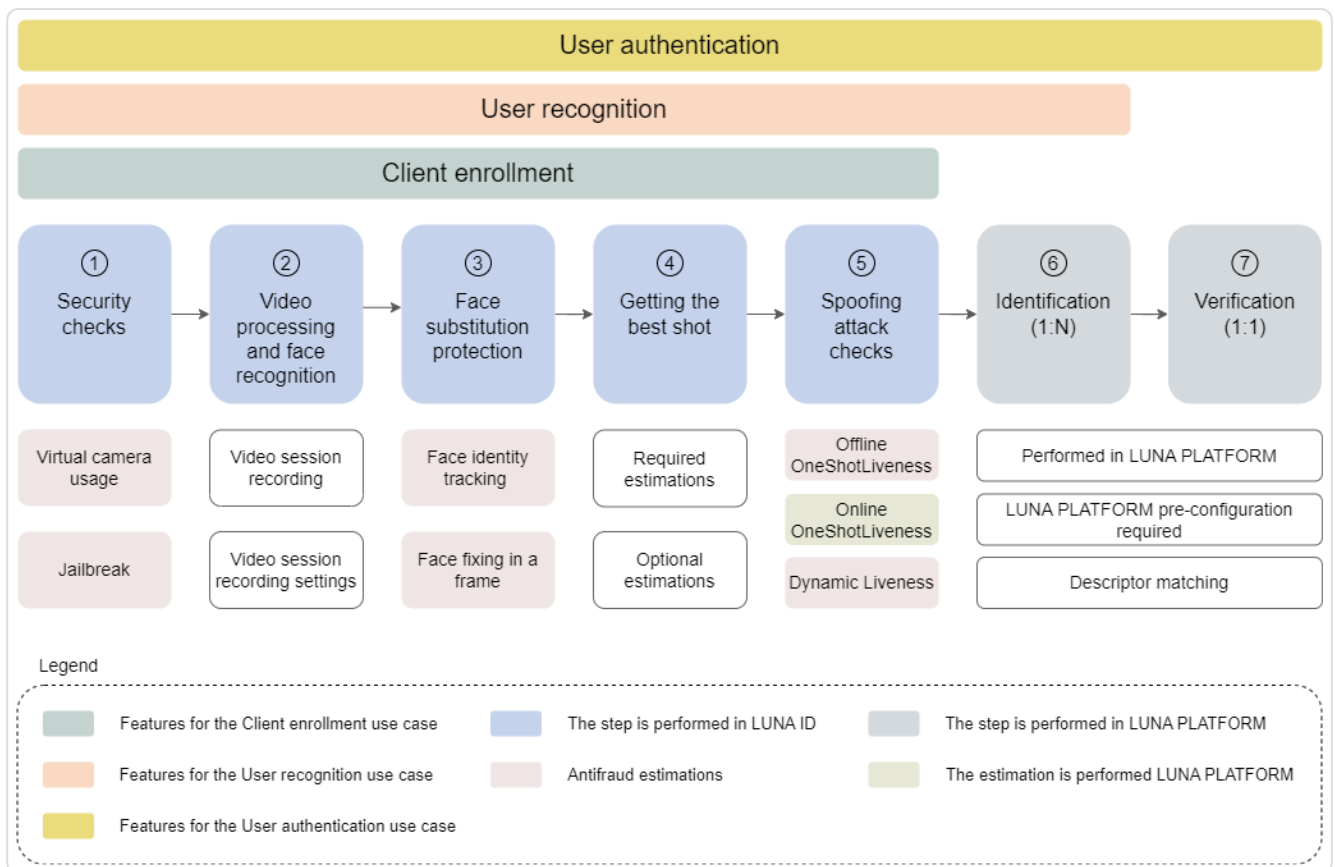 User authentication
User recognition
Client enrollment
1
Security
checks
2
Video
processing
and face
recognition
3
Face
substitution
protection
4
Getting the
best shot
5
Spoofing
attack
checks
6
Identification
(1:N)
7
Verification
(1:1)
Virtual camera
usage
Jailbreak
Video session
recording
Video session
recording settings
Face identity
tracking
Face fixing in a
frame
Required
estimations
Optional
estimations
Offline
OneShotLiveness
Online
OneShotLiveness
Dynamic Liveness
Performed in LUNA PLATFORM
LUNA PLATFORM pre-configuration
required
Descriptor matching
Legend
Features for the Client enrollment use case
Features for the User recognition use case
Features for the User authentication use case
The step is performed in LUNA ID
Antifraud estimations
The step is performed in LUNA PLATFORM
The estimation is performed LUNA PLATFORM